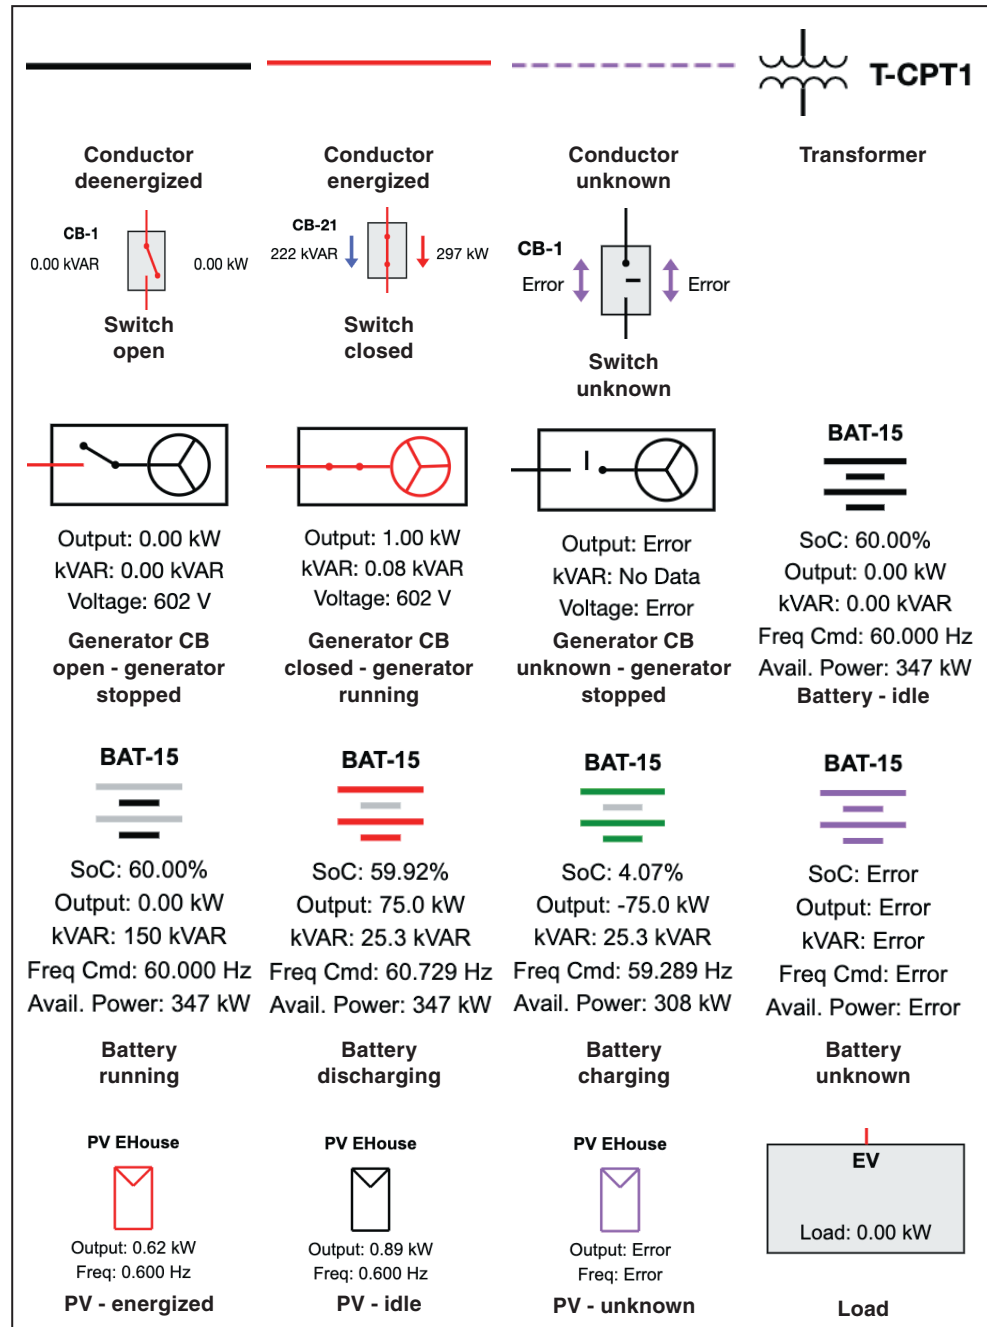 T-CPT1
Conductor
deenergized
Conductor
energized
Conductor
unknown
Transformer
CB-1
0.00 kVAR
0.00 kW
Switch
open
CB-21
222 kVAR
297 kW
Switch
closed
CB-1
Error
Error
Switch
unknown
Output: 0.00 kW
kVAR: 0.00 kVAR
Voltage: 602 V
Generator CB
open - generator
stopped
Output: 1.00 kW
kVAR: 0.08 kVAR
Voltage: 602 V
Generator CB
closed - generator
running
Output: Error
kVAR: No Data
Voltage: Error
Generator CB
unknown - generator
stopped
BAT-15
SoC: 60.00%
Output: 0.00 kW
kVAR: 0.00 kVAR
Freq Cmd: 60.000 Hz
Avail. Power: 347 kW
Battery - idle
BAT-15
SoC: 60.00%
Output: 0.00 kW
kVAR: 150 kVAR
Freq Cmd: 60.000 Hz
Avail. Power: 347 kW
Battery
running
BAT-15
SoC: 59.92%
Output: 75.0 kW
kVAR: 25.3 kVAR
Freq Cmd: 60.729 Hz
Avail. Power: 347 kW
Battery
discharging
BAT-15
SoC: 4.07%
Output: -75.0 kW
kVAR: 25.3 kVAR
Freq Cmd: 59.289 Hz
Avail. Power: 308 kW
Battery
charging
BAT-15
SoC: Error
Output: Error
kVAR: Error
Freq Cmd: Error
Avail. Power: Error
Battery
unknown
PV EHouse
Output: 0.62 kW
Freq: 0.600 Hz
PV - energized
PV EHouse
Output: 0.89 kW
Freq: 0.600 Hz
PV - idle
PV EHouse
Output: Error
Freq: Error
PV - unknown
EV
Load: 0.00 kW
Load